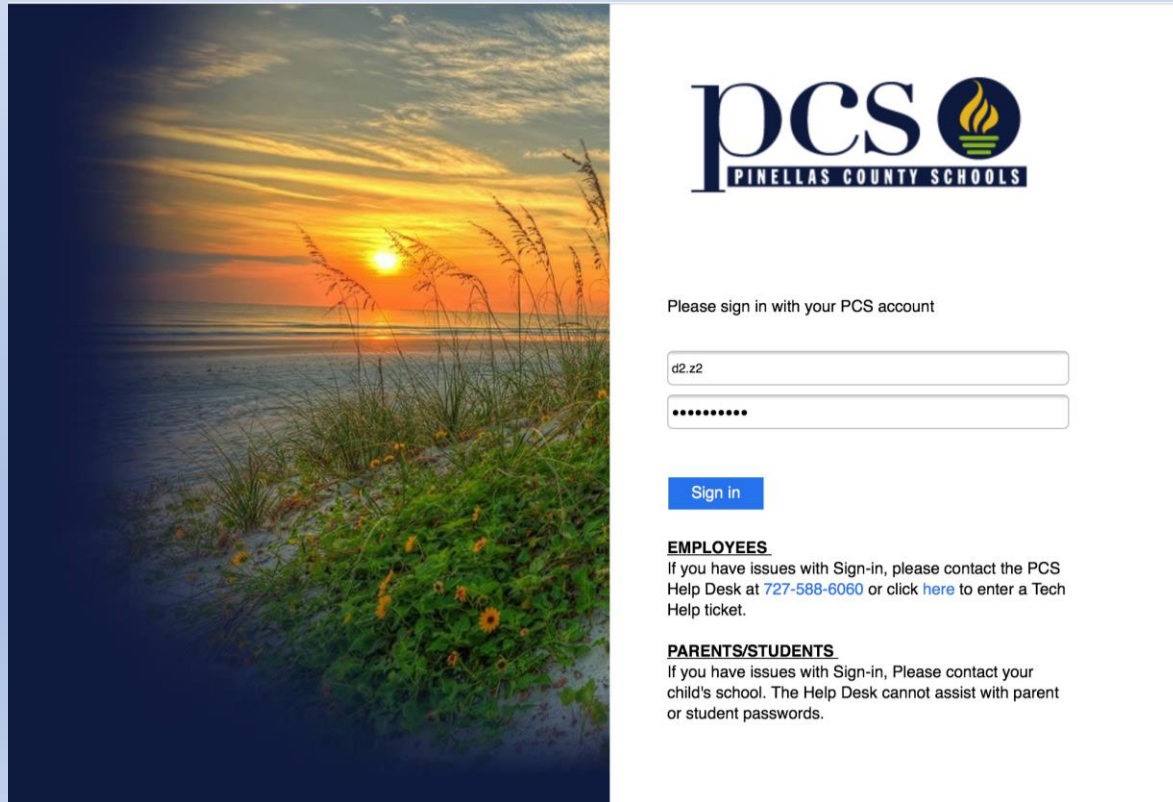 pcs
PINELLAS COUNTY SCHOOLS
Please sign in with your PCS account
d2.z2
••••••••••
Sign in
EMPLOYEES
If you have issues with Sign-in, please contact the PCS
Help Desk at 727-588-6060 or click here to enter a Tech
Help ticket.
PARENTS/STUDENTS
If you have issues with Sign-in, Please contact your
child's school. The Help Desk cannot assist with parent
or student passwords.